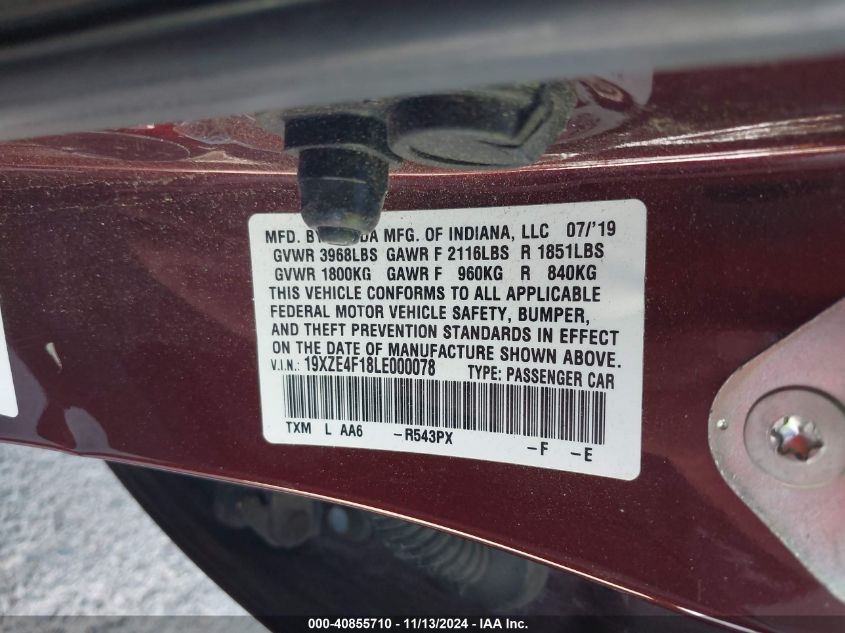 MFD. BY DA MFG. OF INDIANA, LLC 07/'19
GVWR 3968LBS GAWR F 2116LBS R 1851LBS
GVWR 1800KG GAWR F 960KG R 840KG
THIS VEHICLE CONFORMS TO ALL APPLICABLE
FEDERAL MOTOR VEHICLE SAFETY, BUMPER,
AND THEFT PREVENTION STANDARDS IN EFFECT
ON THE DATE OF MANUFACTURE SHOWN ABOVE.
V.I.N.: 19XZE4F18LE000078 TYPE: PASSENGER CAR
TXM L AA6 -R543PX -F -E
000-40855710 - 11/13/2024 - IAA Inc.